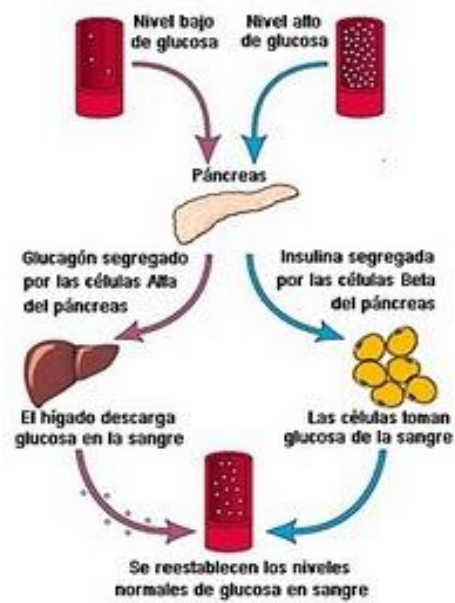 Nivel bajo
de glucosa
Nivel alto
de glucosa
Páncreas
Glucagón segregado
por las células Alfa
del páncreas
Insulina segregada
por las células Beta
del páncreas
El hígado descarga
glucosa en la sangre
Las células toman
glucosa de la sangre
Se reestablecen los niveles
normales de glucosa en sangre